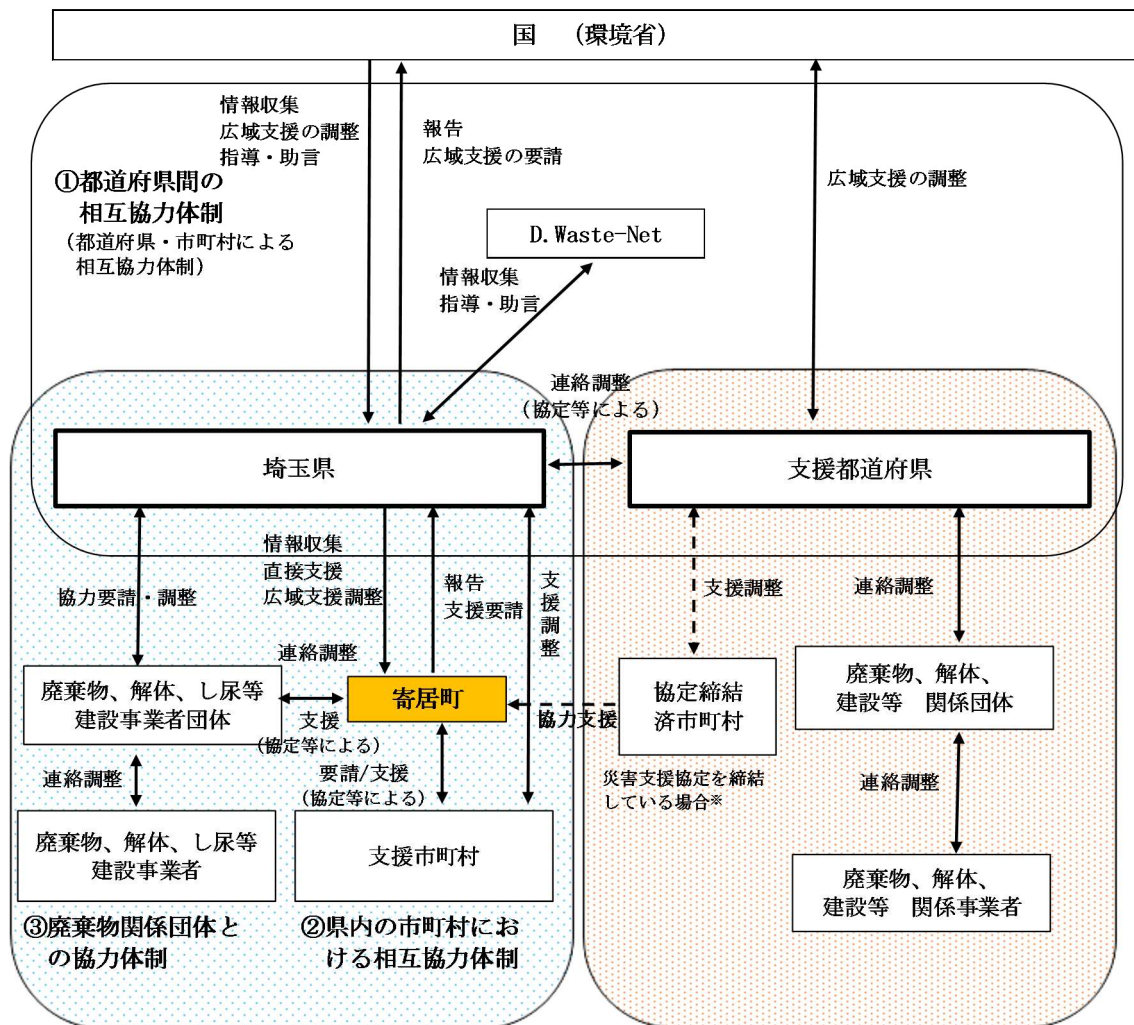 国　（環境省）
情報収集
広域支援の調整
指導・助言
報告
広域支援の要請
広域支援の調整
①都道府県間の
相互協力体制
（都道府県・市町村による
相互協力体制）
D.Waste-Net
情報収集
指導・助言
連絡調整
（協定等による）
埼玉県
支援都道府県
協力要請・調整
情報収集
直接支援
広域支援調整
報告
支援要請
支援調整
支援調整
連絡調整
連絡調整
廃棄物、解体、し尿等
建設事業者団体
寄居町
協力支援
協定締結
済市町村
廃棄物、解体、
建設等　関係団体
支援
（協定等による）
連絡調整
要請/支援
（協定等による）
災害支援協定を締結
している場合※
連絡調整
廃棄物、解体、し尿等
建設事業者
支援市町村
廃棄物、解体、
建設等　関係事業者
③廃棄物関係団体と
の協力体制
②県内の市町村にお
ける相互協力体制